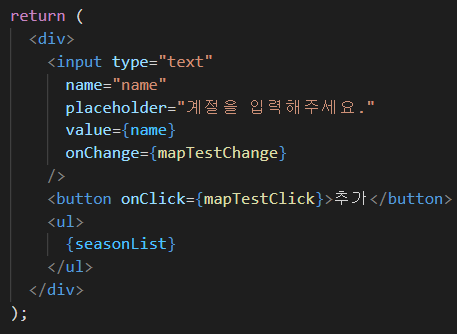 return (
<div>
<input type="text"
name="name"
placeholder="계절을 입력해주세요."
value={name}
onChange={mapTestChange}
/>
<button onClick={mapTestClick}>추가</button>
<ul>
{seasonList}
</ul>
</div>
);